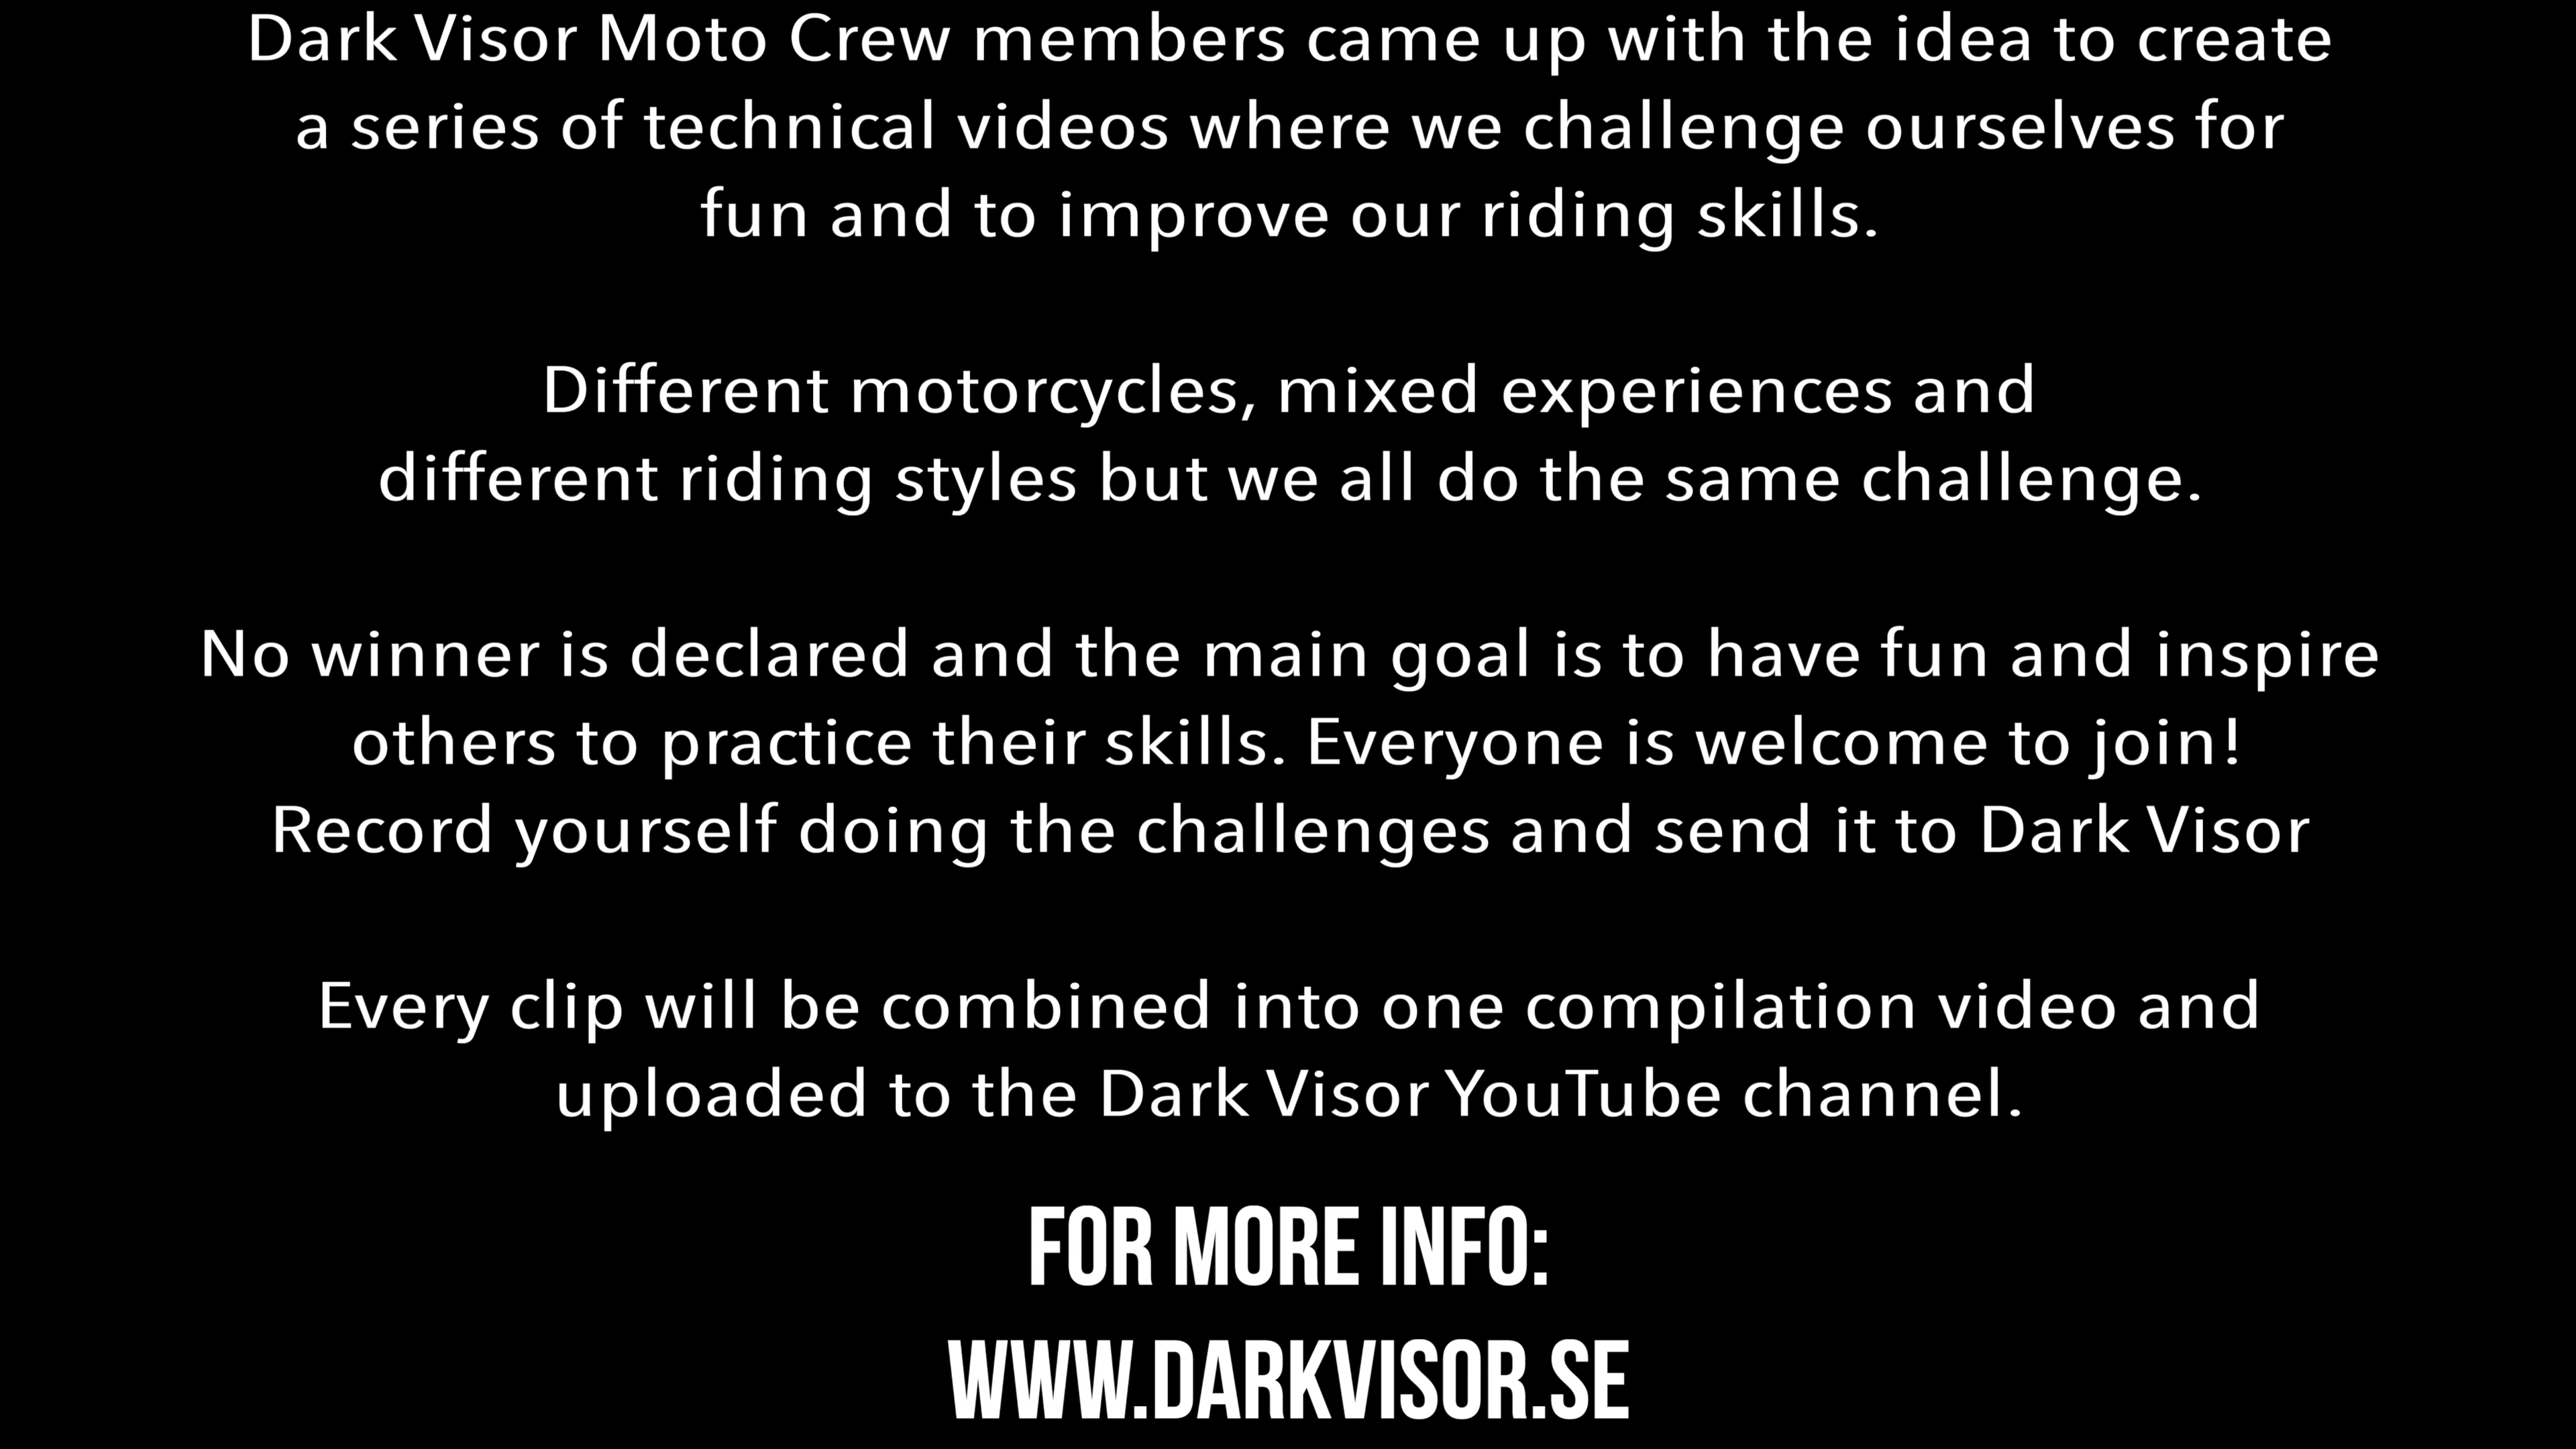 Dark Visor Moto Crew members came up with the idea to create
a series of technical videos where we challenge ourselves for
fun and to improve our riding skills.
Different motorcycles, mixed experiences and
different riding styles but we all do the same challenge.
No winner is declared and the main goal is to have fun and inspire
others to practice their skills. Everyone is welcome to join!
Record yourself doing the challenges and send it to Dark Visor
Every clip will be combined into one compilation video and
uploaded to the Dark Visor YouTube channel.
FOR MORE INFO:
WWW.DARKVISOR.SE